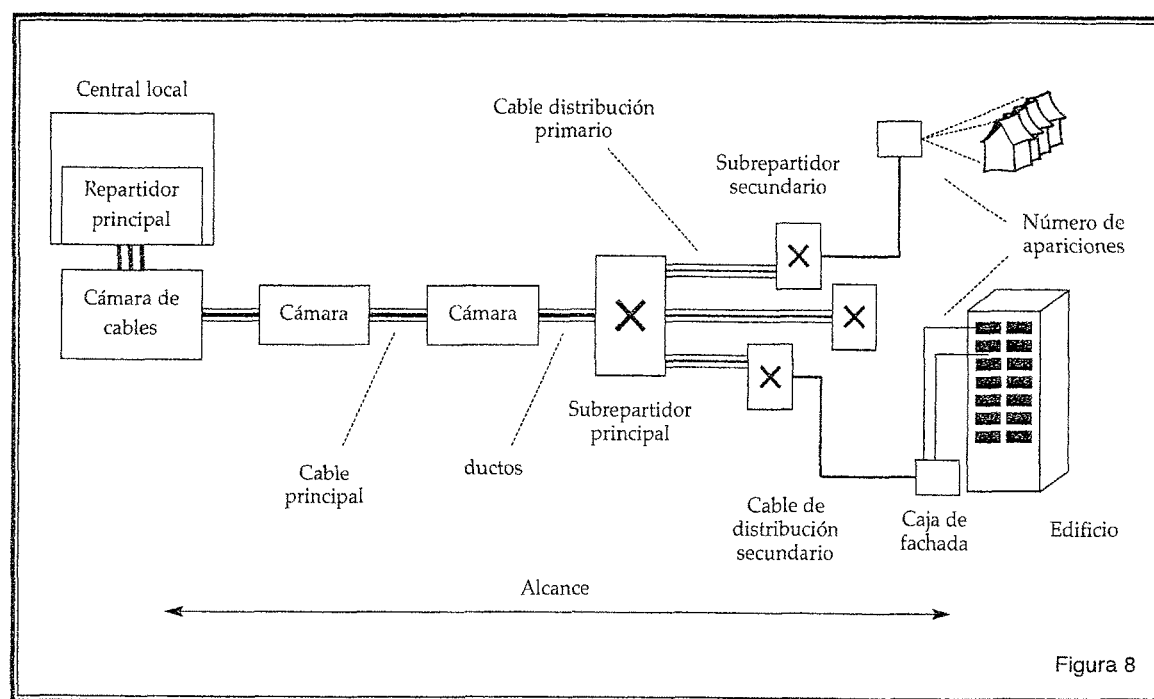 Central local
Repartidor
principal
Cámara de
cables
Cámara
Cámara
Cable
principal
ductos
Cable distribución
primario
Subrepartidor
principal
Subrepartidor
secundario
Número de
apariciones
Cable de
distribución
secundario
Caja de
fachada
Edificio
Alcance
Figura 8